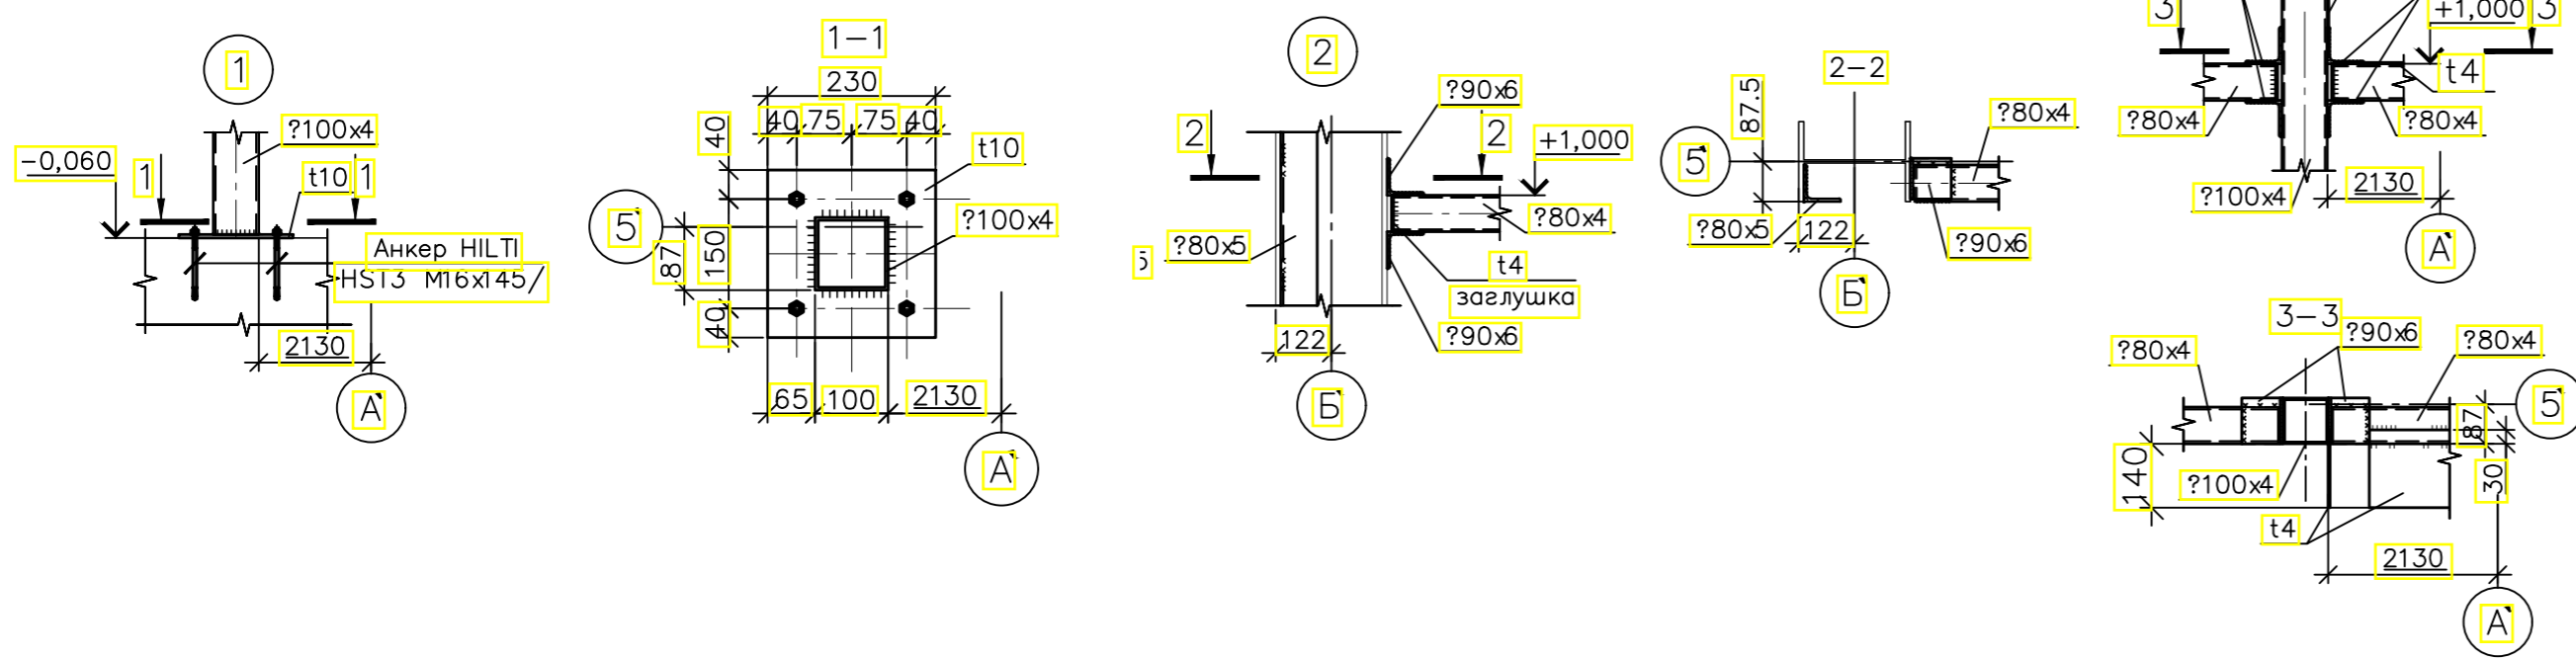 1
?100x4
-0,060
1
t10
1
Анкер HILTI
HST3 M16x145/
2130
А`
1-1
230
40
75
75
40
40
t10
5`
87
150
?100x4
40
65
100
2130
А`
2
?90x6
2
2
+1,000
?80x5
?80x4
t4
заглушка
122
?90x6
Б`
2-2
87.5
?80x4
5`
?80x5
122
?90x6
Б`
3
+1,000
3
t4
?80x4
?80x4
?100x4
2130
А`
3-3
?90x6
?80x4
?80x4
5`
87
140
?100x4
30
t4
2130
А`